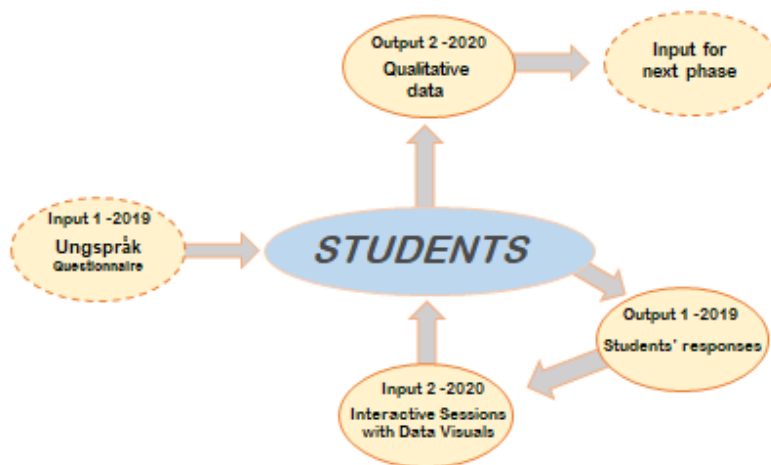 Output 2 -2020
Qualitative
data
Input for
next phase
Input 1 -2019
Ungspråk
Questionnaire
STUDENTS
Output 1 -2019
Students' responses
Input 2 -2020
Interactive Sessions
with Data Visuals